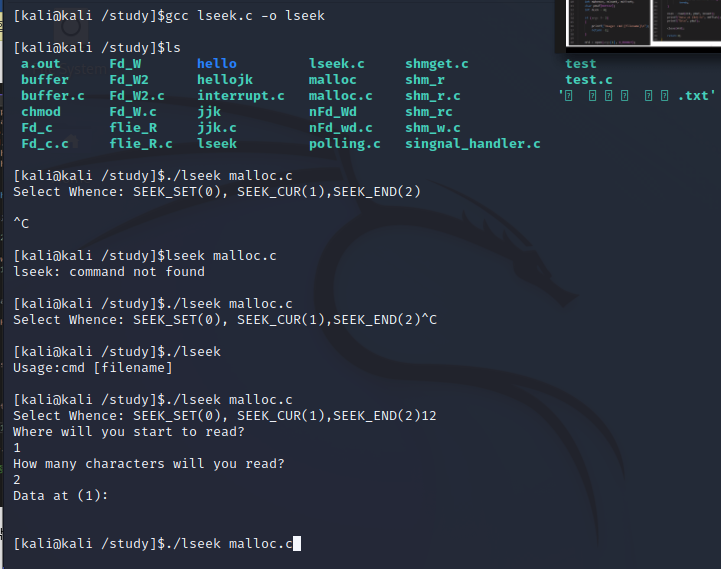 [kali@kali /study]$gcc lseek.c -o lseek
[kali@kali /study]$ls
a.out Fd_W hello lseek.c shmget.c test
buffer Fd_W2 hellojk malloc shm_r test.c
buffer.c Fd_W2.c interrupt.c malloc.c shm_r.c '.txt'
chmod Fd_W.c jjk nFd_Wd shm_rc
Fd_c flie_R jjk.c nFd_wd.c shm_w.c
Fd_c.c flie_R.c lseek polling.c singnal_handler.c
[kali@kali /study]$./lseek malloc.c
Select Whence: SEEK_SET(0), SEEK_CUR(1),SEEK_END(2)
^C
[kali@kali /study]$lseek malloc.c
lseek: command not found
[kali@kali /study]$./lseek malloc.c
Select Whence: SEEK_SET(0), SEEK_CUR(1),SEEK_END(2)^C
[kali@kali /study]$./lseek
Usage:cmd [filename]
[kali@kali /study]$./lseek malloc.c
Select Whence: SEEK_SET(0), SEEK_CUR(1),SEEK_END(2)12
Where will you start to read?
1
How many characters will you read?
2
Data at (1):
[kali@kali /study]$./lseek malloc.c